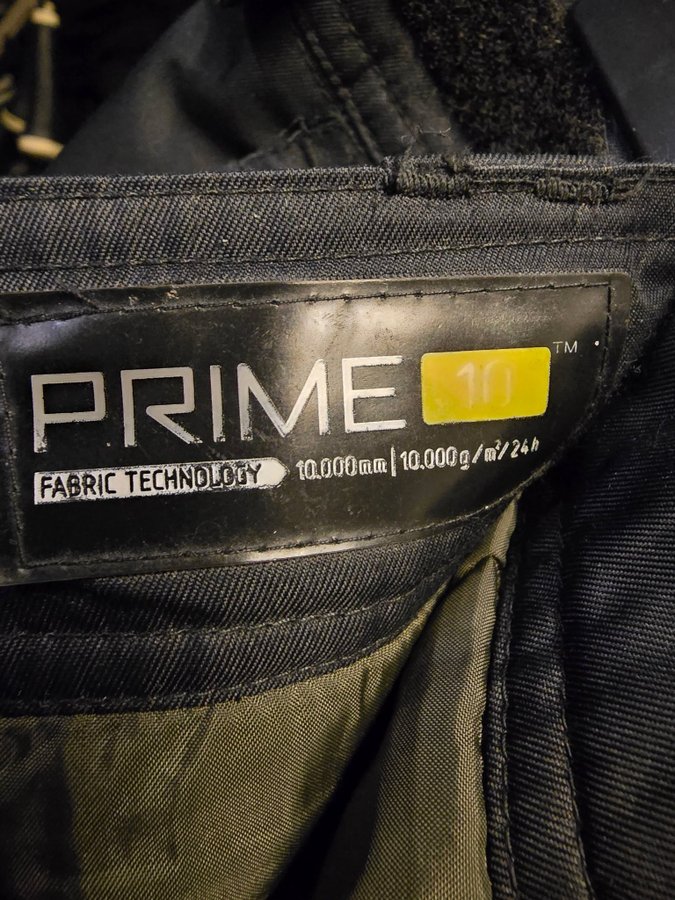 PRIME 10 ™
FABRIC TECHNOLOGY 10.000mm | 10.000g/m²/24h